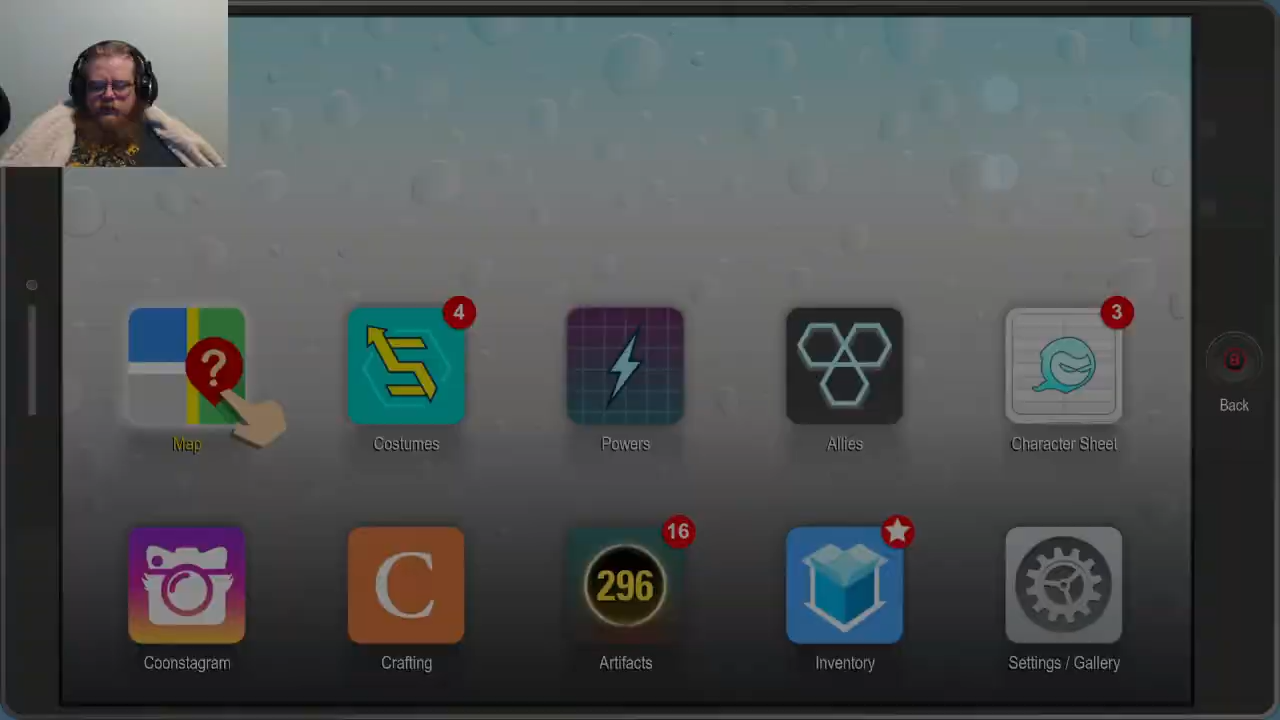 4
3
?
B
Map
Costumes
Powers
Allies
Character Sheet
Back
16
C
296
Coonstagram
Crafting
Artifacts
Inventory
Settings / Gallery